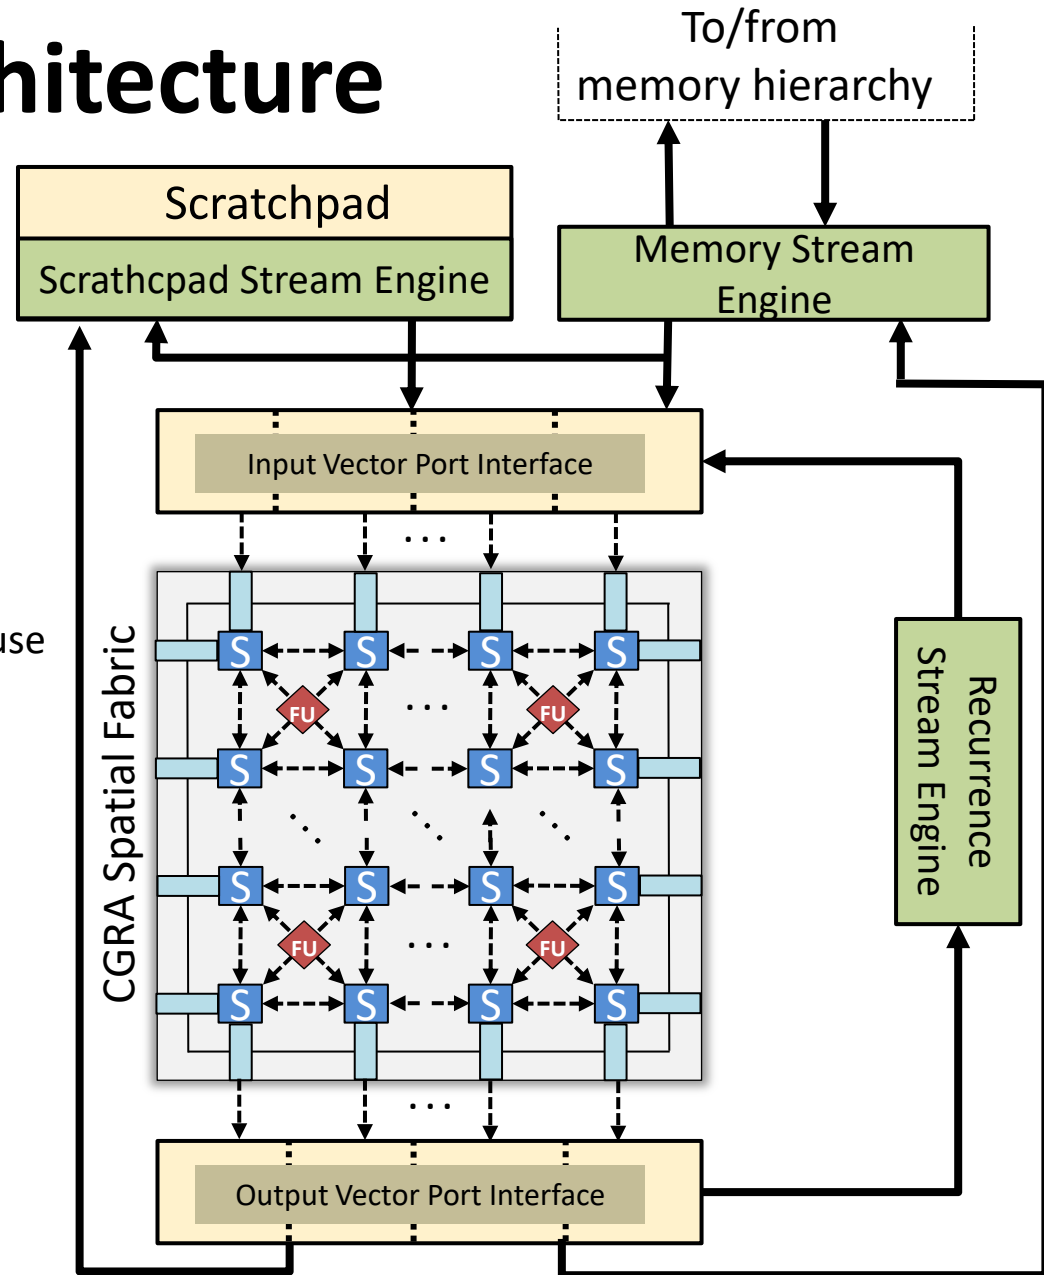 hitecture
To/from
memory hierarchy
Scratchpad
Scrathcpad Stream Engine
Memory Stream
Engine
Input Vector Port Interface
. . .
use
CGRA Spatial Fabric
S S S S
FU . . . FU
S S S S
S S S S
FU . . . FU
S S S S
Recurrence
Stream Engine
. . .
Output Vector Port Interface